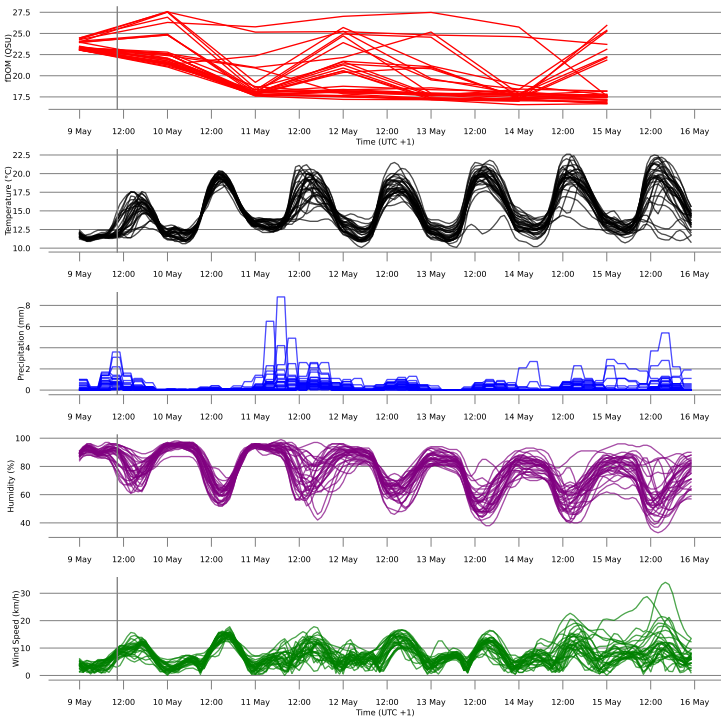 fDOM (QSU)
27.5
25.0
22.5
20.0
17.5
9 May 12:00 10 May 12:00 11 May 12:00 12 May 12:00 13 May 12:00 14 May 12:00 15 May 12:00 16 May
Time (UTC +1)
Temperature (°C)
22.5
20.0
17.5
15.0
12.5
10.0
9 May 12:00 10 May 12:00 11 May 12:00 12 May 12:00 13 May 12:00 14 May 12:00 15 May 12:00 16 May
Precipitation (mm)
8
6
4
2
0
9 May 12:00 10 May 12:00 11 May 12:00 12 May 12:00 13 May 12:00 14 May 12:00 15 May 12:00 16 May
Humidity (%)
100
80
60
40
9 May 12:00 10 May 12:00 11 May 12:00 12 May 12:00 13 May 12:00 14 May 12:00 15 May 12:00 16 May
Wind Speed (km/h)
30
20
10
0
9 May 12:00 10 May 12:00 11 May 12:00 12 May 12:00 13 May 12:00 14 May 12:00 15 May 12:00 16 May
Time (UTC +1)